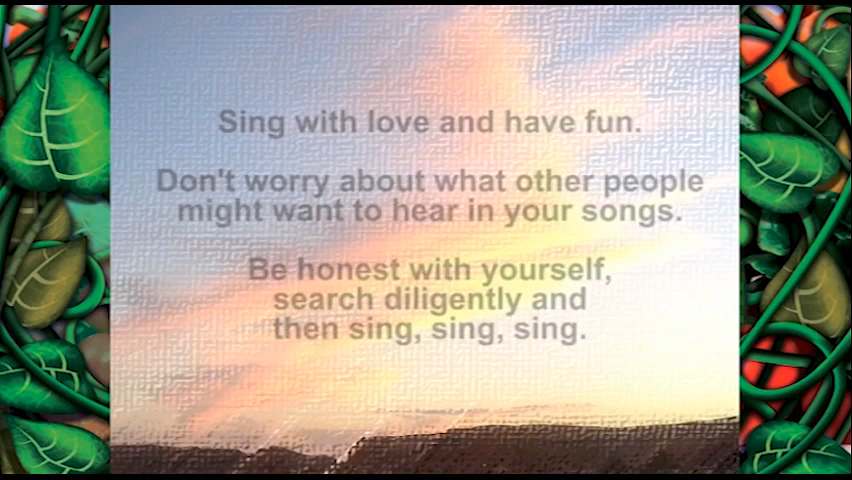 Sing with love and have fun.
Don't worry about what other people
might want to hear in your songs.
Be honest with yourself,
search diligently and
then sing, sing, sing.